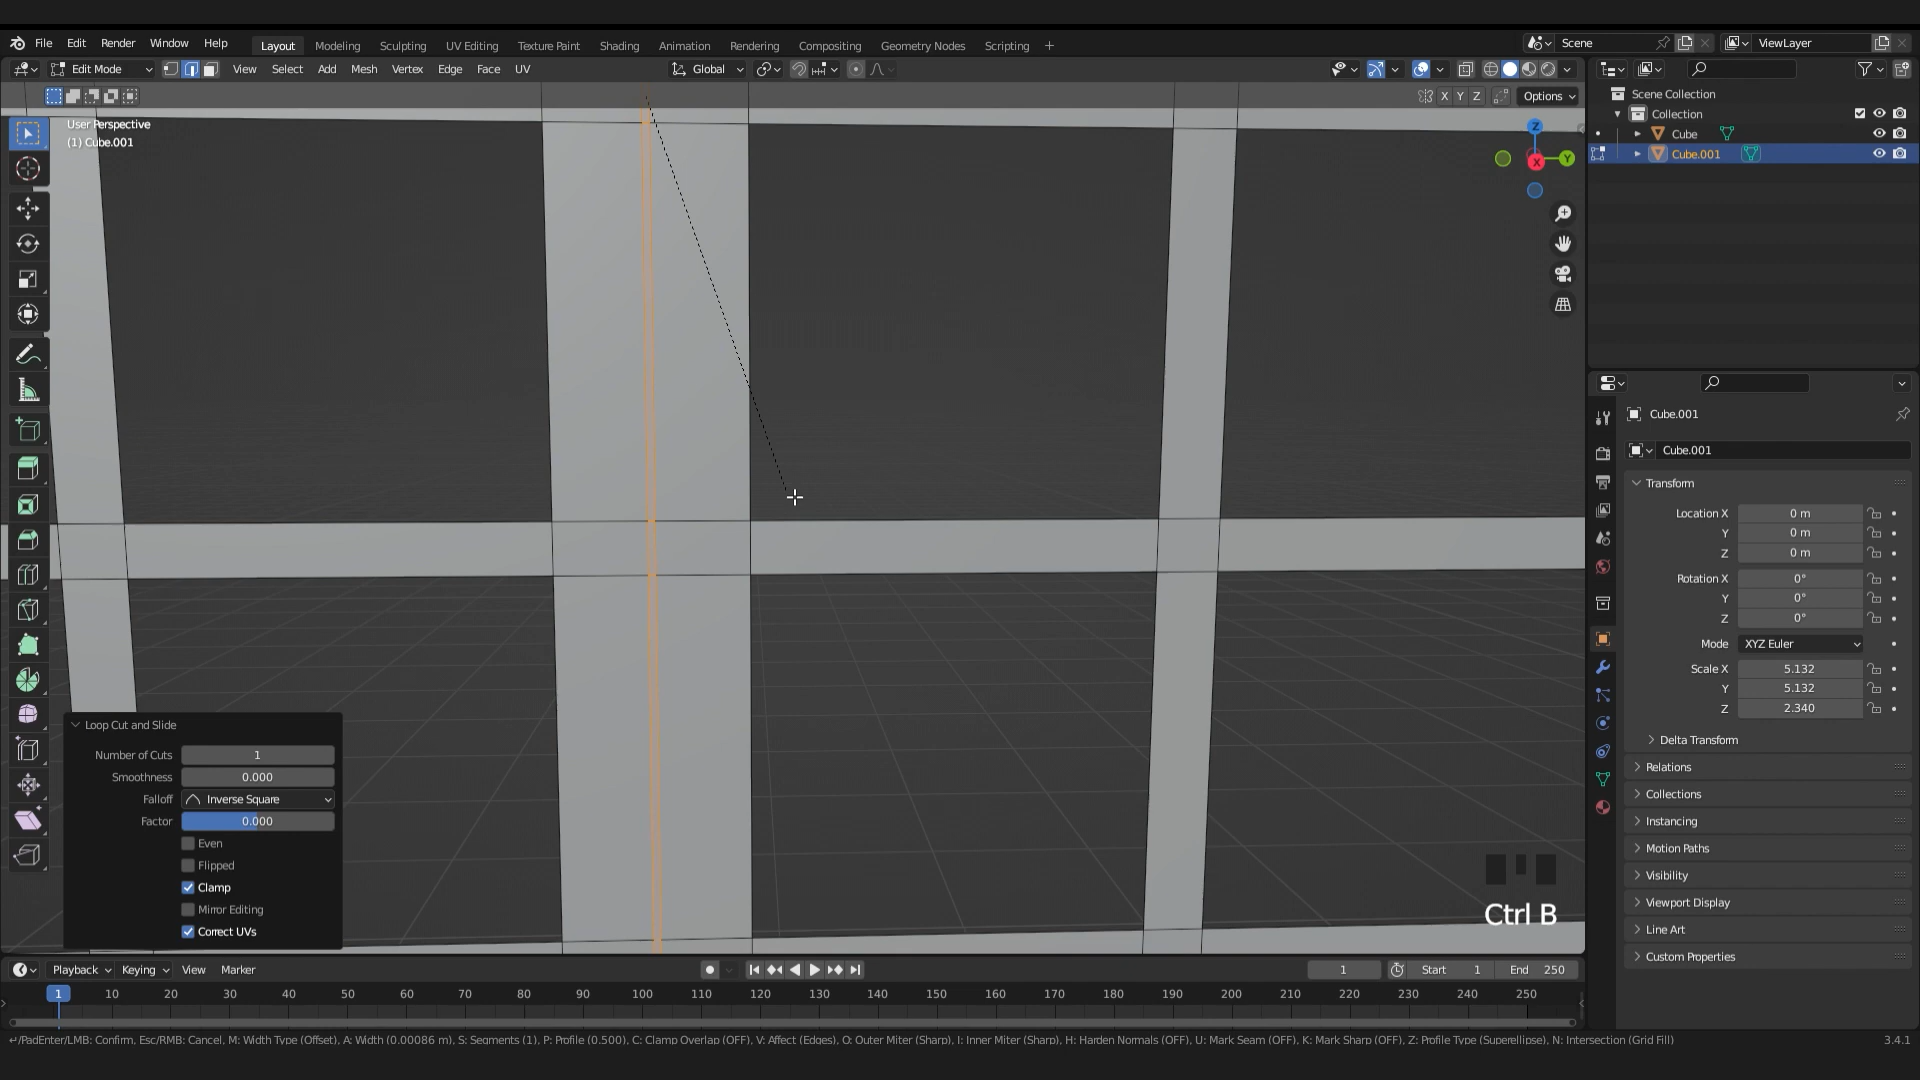 File Edit Render Window Help Layout Modeling Sculpting UV Editing Texture Paint Shading Animation Rendering Compositing Geometry Nodes Scripting + Scene ViewLayer
Edit Mode View Select Add Mesh Vertex Edge Face UV Global
X Y Z Options
User Perspective
(1) Cube.001
Z
Y
X
Scene Collection
Collection
Cube
Cube.001
Cube.001
Cube.001
Transform
Location X 0 m
Y 0 m
Z 0 m
Rotation X 0°
Y 0°
Z 0°
Mode XYZ Euler
Scale X 5.132
Y 5.132
Z 2.340
Delta Transform
Relations
Collections
Instancing
Motion Paths
Visibility
Viewport Display
Line Art
Custom Properties
Loop Cut and Slide
Number of Cuts 1
Smoothness 0.000
Falloff Inverse Square
Factor 0.000
Even
Flipped
Clamp
Mirror Editing
Correct UVs
Ctrl B
Playback Keying View Marker 1 Start 1 End 250
1 10 20 30 40 50 60 70 80 90 100 110 120 130 140 150 160 170 180 190 200 210 220 230 240 250
↵/PadEnter/LMB: Confirm, Esc/RMB: Cancel, M: Width Type (Offset), A: Width (0.00086 m), S: Segments (1), P: Profile (0.500), C: Clamp Overlap (OFF), V: Affect (Edges), O: Outer Miter (Sharp), I: Inner Miter (Sharp), H: Harden Normals (OFF), U: Mark Seam (OFF), K: Mark Sharp (OFF), Z: Profile Type (Superellipse), N: Intersection (Grid Fill) 3.4.1